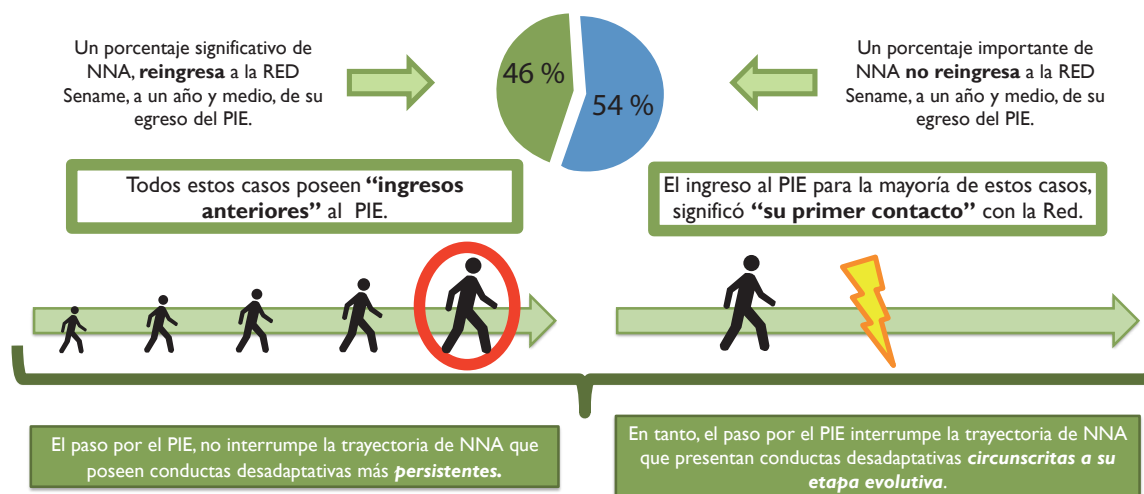 Un porcentaje significativo de
NNA, reingresa a la RED
Sename, a un año y medio, de su
egreso del PIE.
46 %
54 %
Un porcentaje importante de
NNA no reingresa a la RED
Sename, a un año y medio, de su
egreso del PIE.
Todos estos casos poseen “ingresos
anteriores” al PIE.
El ingreso al PIE para la mayoría de estos casos,
significó “su primer contacto” con la Red.
El paso por el PIE, no interrumpe la trayectoria de NNA que
poseen conductas desadaptativas más persistentes.
En tanto, el paso por el PIE interrumpe la trayectoria de NNA
que presentan conductas desadaptativas circunscritas a su
etapa evolutiva.